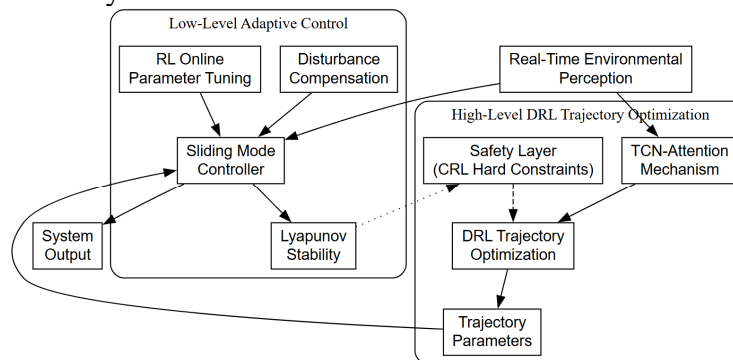 Low-Level Adaptive Control
RL Online
Parameter Tuning
Disturbance
Compensation
Real-Time Environmental
Perception
High-Level DRL Trajectory Optimization
Sliding Mode
Controller
Safety Layer
(CRL Hard Constraints)
TCN-Attention
Mechanism
System
Output
Lyapunov
Stability
DRL Trajectory
Optimization
Trajectory
Parameters